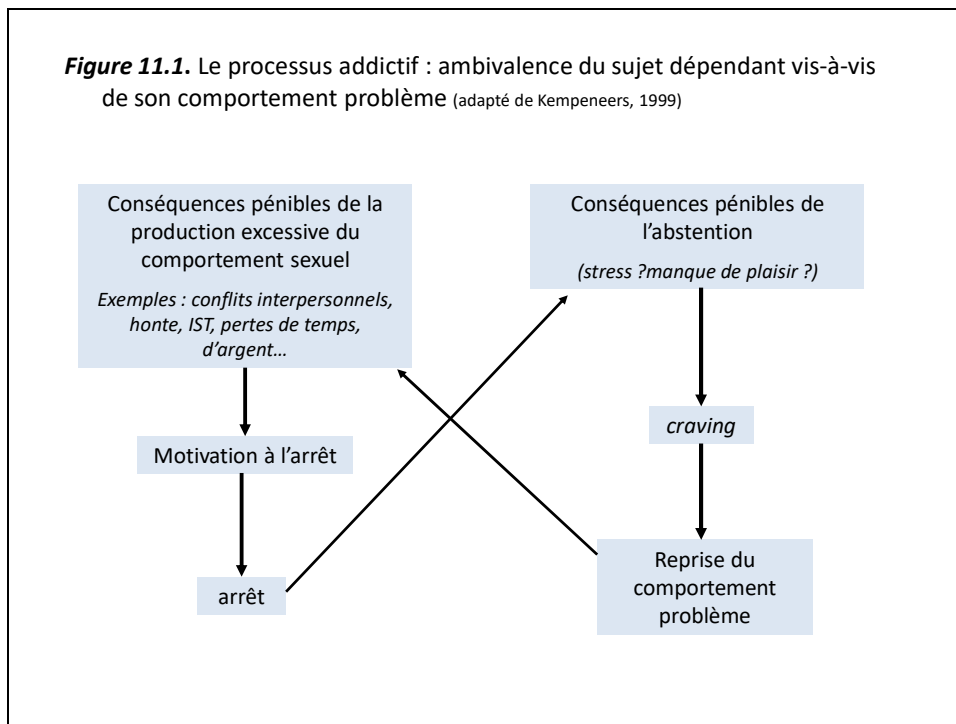 Figure 11.1. Le processus addictif : ambivalence du sujet dépendant vis-à-vis
de son comportement problème (adapté de Kempeneers, 1999)
Conséquences pénibles de la
production excessive du
comportement sexuel
Exemples : conflits interpersonnels,
honte, IST, pertes de temps,
d’argent…
Motivation à l’arrêt
arrêt
Conséquences pénibles de
l’abstention
(stress ?manque de plaisir ?)
craving
Reprise du
comportement
problème